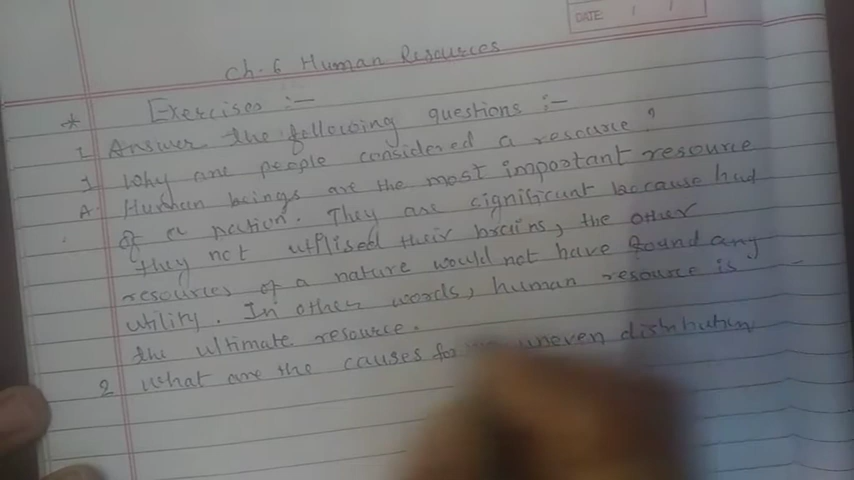 DATE: / /
Ch-6 Human Resources
* Exercises :-
I Answer the following questions :-
1 Why are people considered a resource?
A- Human beings are the most important resource
of a nation. They are significant because had
they not utilised their brains, the other
resources of a nature would not have found any
utility. In other words, human resource is
the ultimate resource.
2 What are the causes for uneven distribution